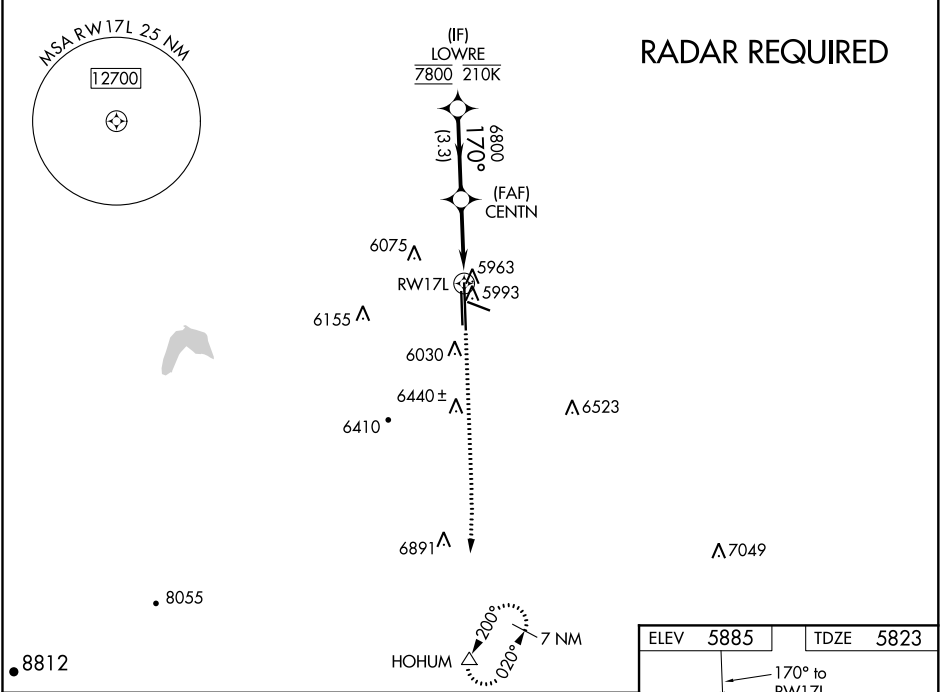 MSA RW17L 25 NM
12700
(IF)
LOWRE
7800 210K
RADAR REQUIRED
6800
170°
(3.3)
(FAF)
CENTN
6075
5963
RW17L
5993
6155
6030
6440 ±
6523
6410
6891
7049
8055
200°
7 NM
020°
HOHUM
8812
ELEV 5885
TDZE 5823
170° to
RW17L